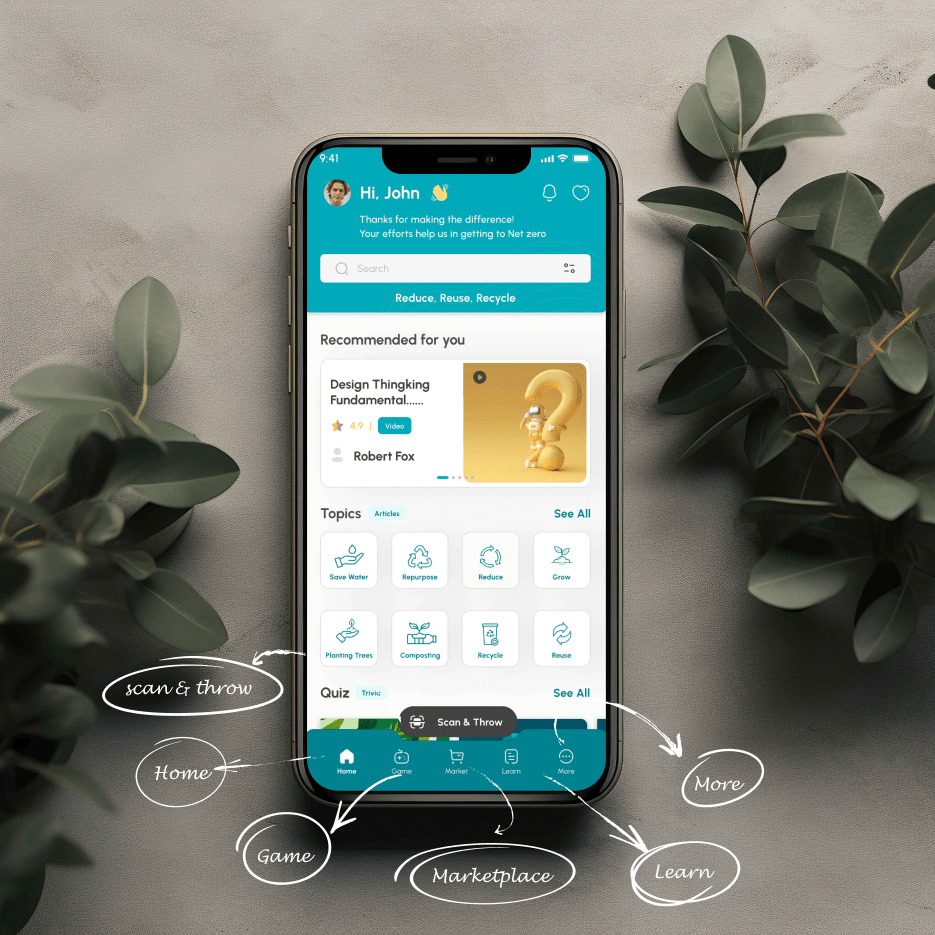 9:41
Hi, John
Thanks for making the difference!
Your efforts help us in getting to Net zero
Search
Reduce, Reuse, Recycle
Recommended for you
Design Thingking
Fundamental......
4.9 | Video
Robert Fox
Topics Articles See All
Save Water Repurpose Reduce Grow
Planting Trees Composting Recycle Reuse
scan & throw
Quiz Trivia See All
Scan & Throw
Home Game Market Learn More
Home
More
Game
Marketplace
Learn